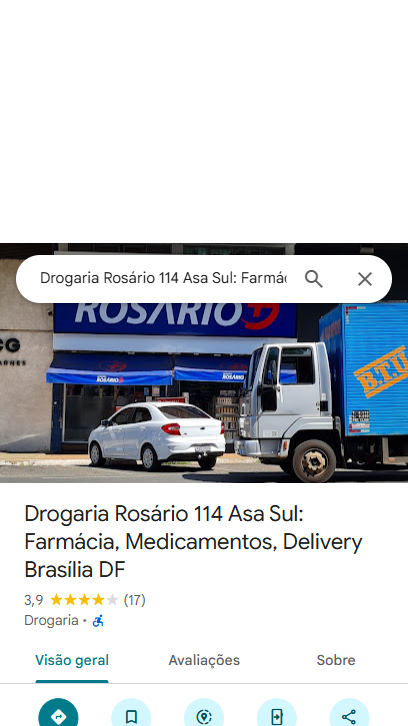 Drogaria Rosário 114 Asa Sul: Farmác
ROSÁRIO
CG
ROSÁRIO
ROSÁRIO
B.T.U
Drogaria Rosário 114 Asa Sul:
Farmácia, Medicamentos, Delivery
Brasília DF
3,9 ★★★★★ (17)
Drogaria •
Visão geral
Avaliações
Sobre